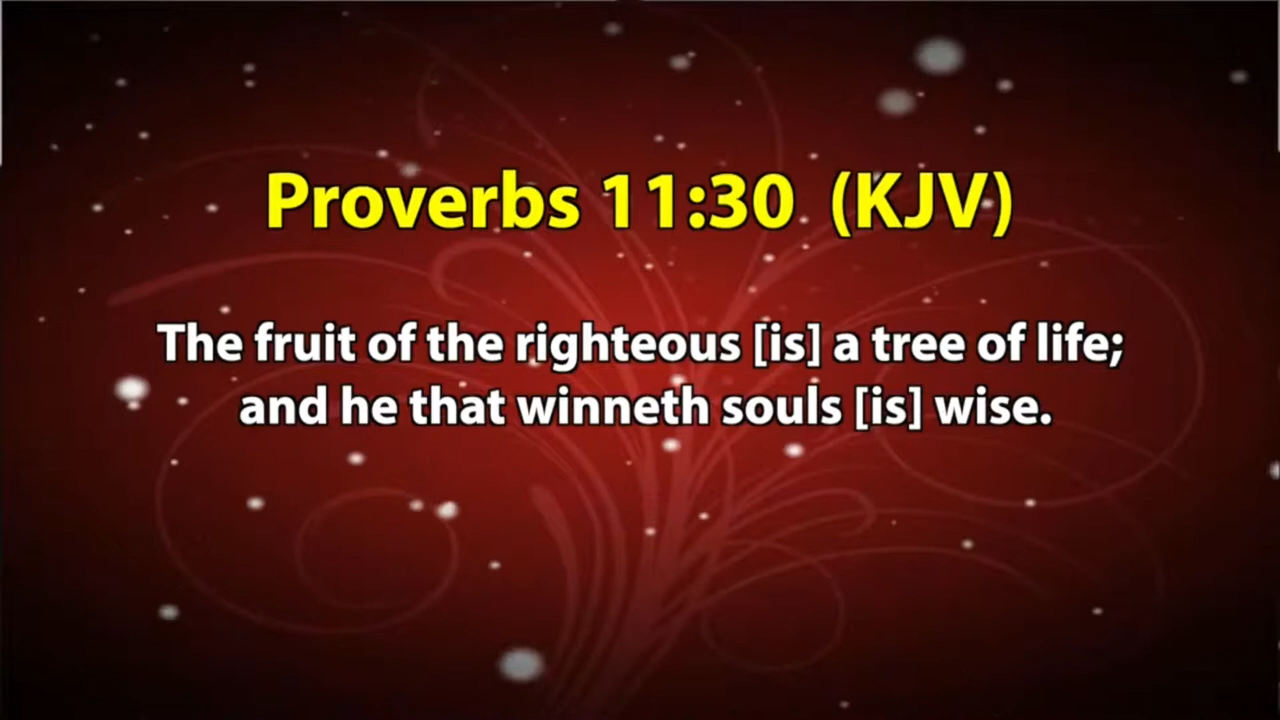 Proverbs 11:30 (KJV)
The fruit of the righteous [is] a tree of life;
and he that winneth souls [is] wise.